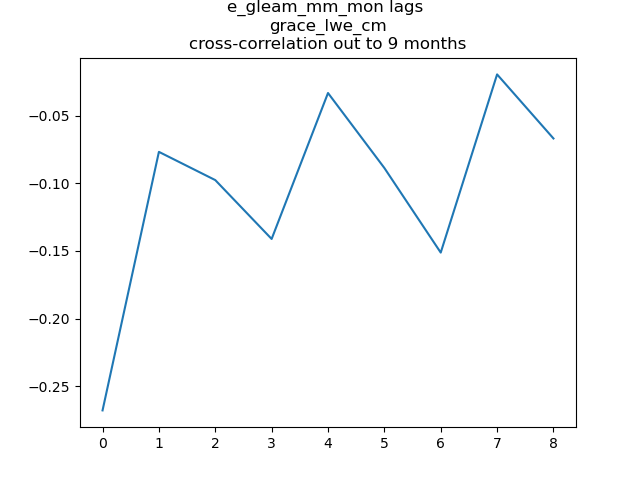 e_gleam_mm_mon lags
grace_lwe_cm
cross-correlation out to 9 months
−0.05
−0.10
−0.15
−0.20
−0.25
0 1 2 3 4 5 6 7 8